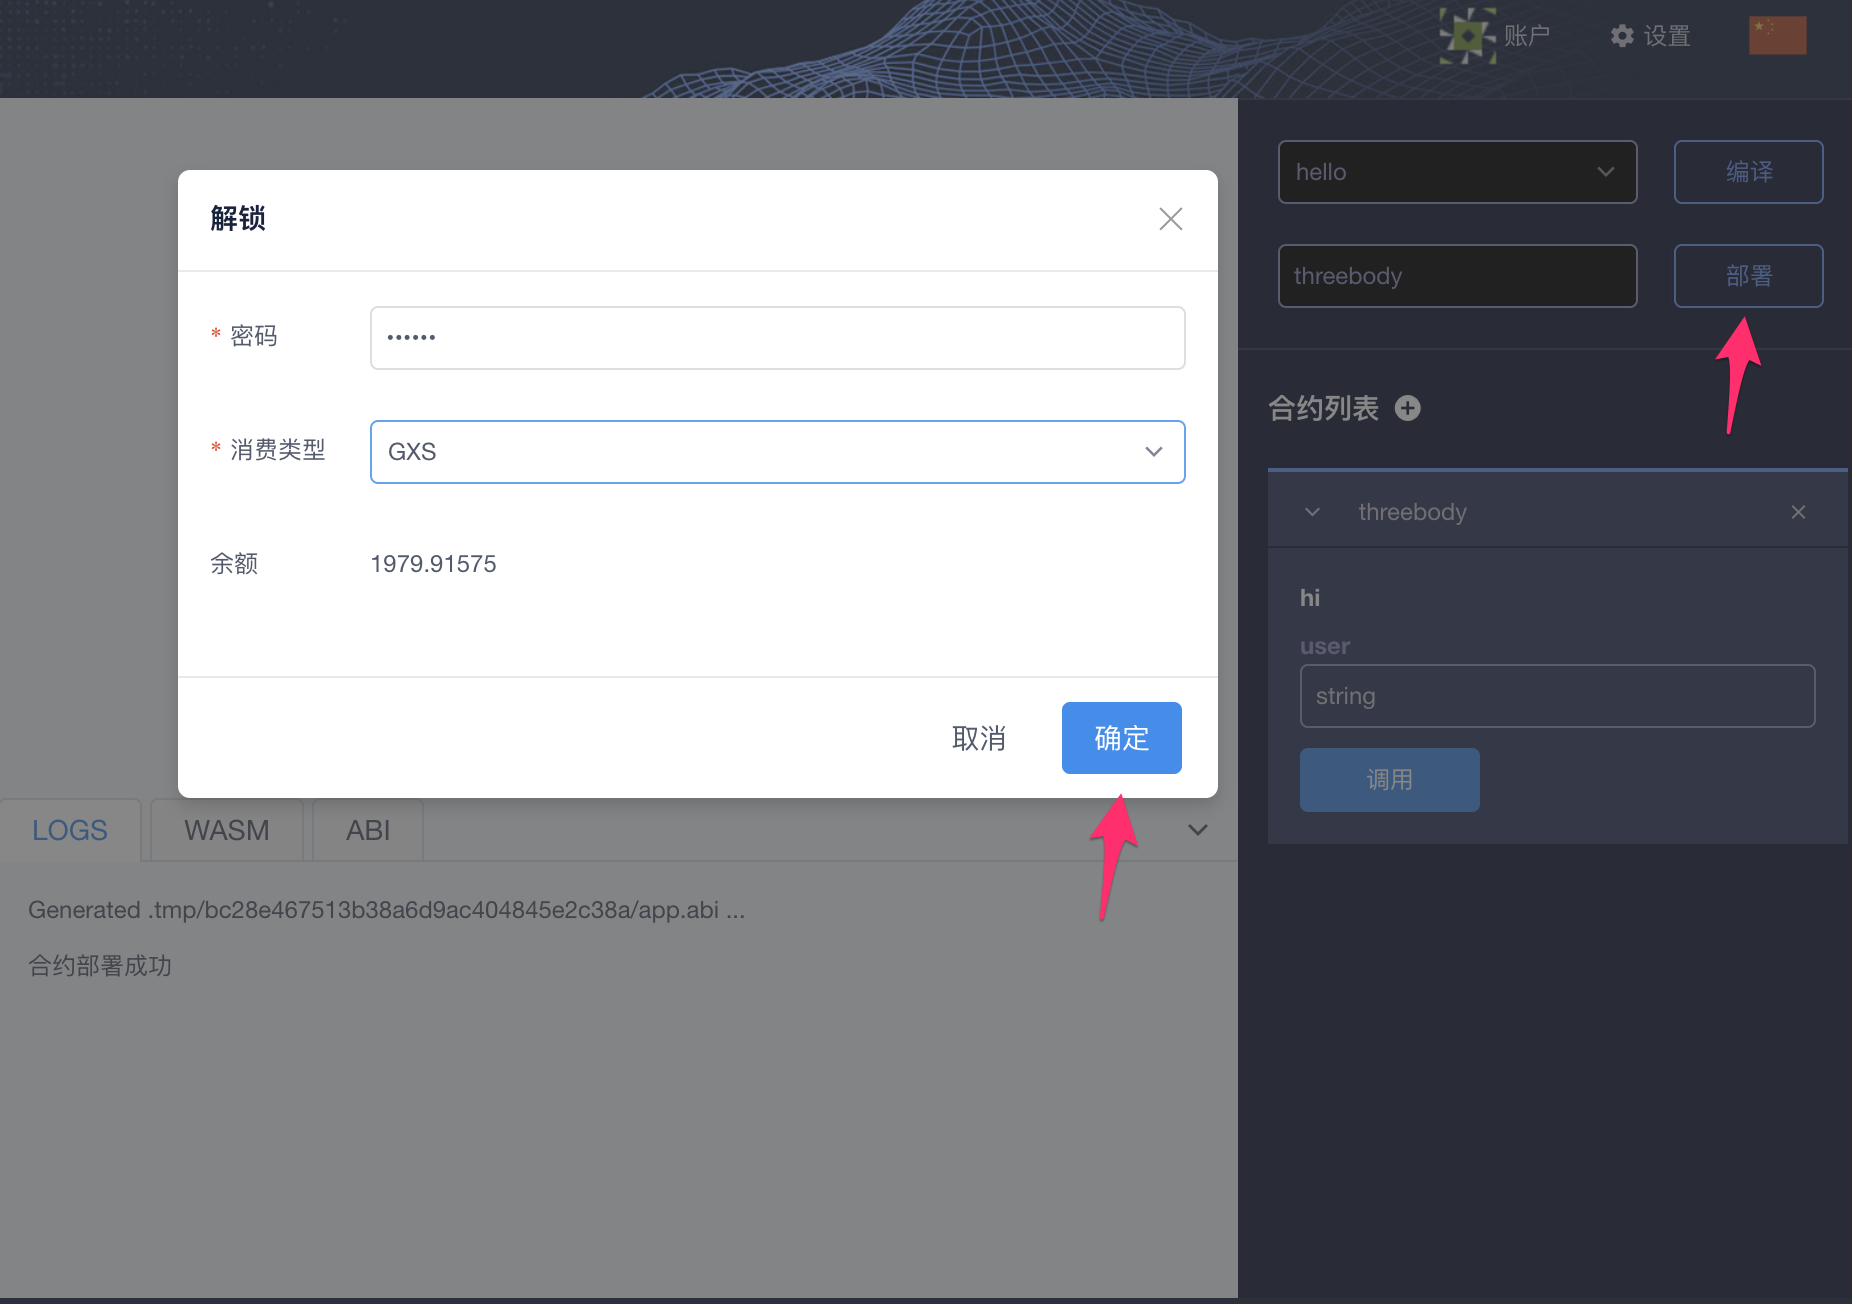 账户
设置
hello
编译
threebody
部署
解锁
* 密码
••••••
* 消费类型
GXS
余额
1979.91575
取消
确定
合约列表
threebody
hi
user
string
调用
LOGS
WASM
ABI
Generated .tmp/bc28e467513b38a6d9ac404845e2c38a/app.abi ...
合约部署成功